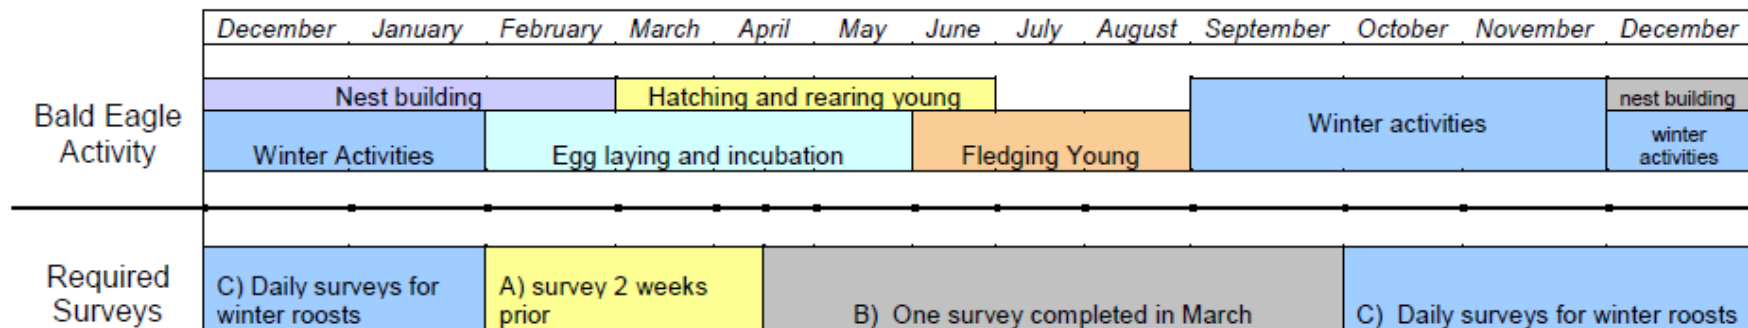 December January February March April May June July August September October November December
Nest building Hatching and rearing young nest building
Bald Eagle
Activity
Winter activities
Winter Activities Egg laying and incubation Fledging Young winter
activities
Required
Surveys
C) Daily surveys for
winter roosts
A) survey 2 weeks
prior
B) One survey completed in March
C) Daily surveys for winter roosts